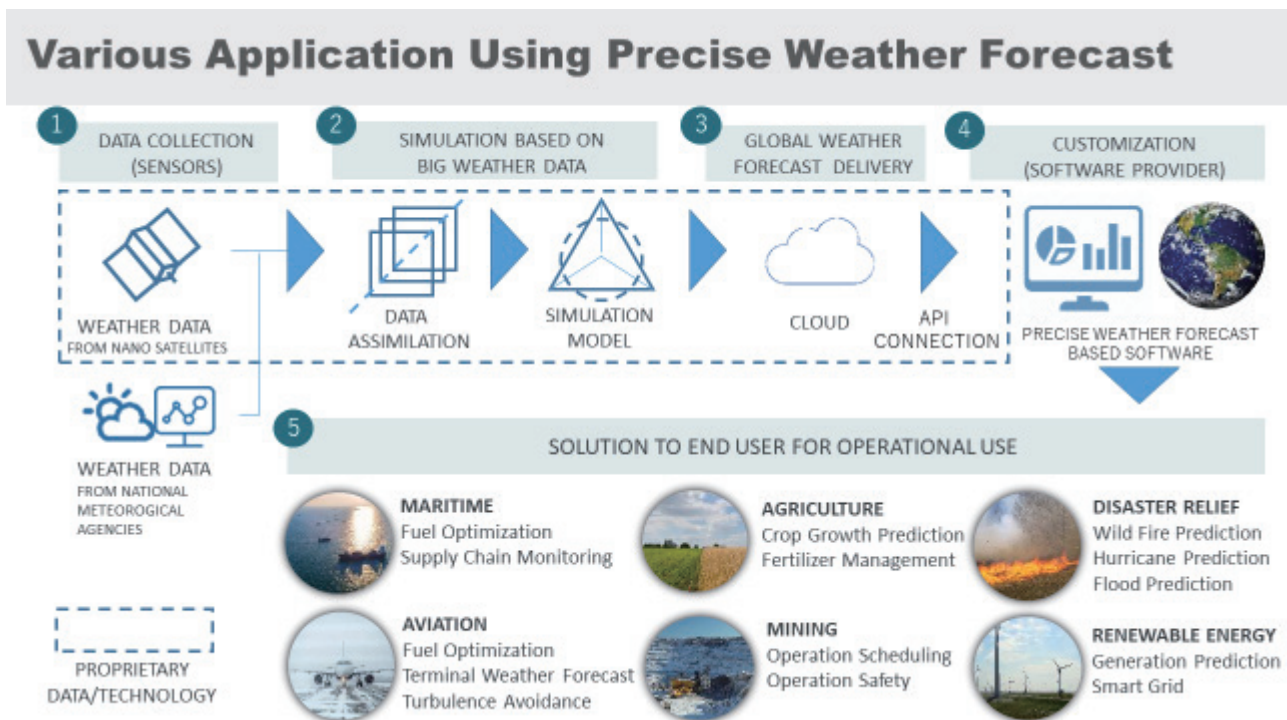 Various Application Using Precise Weather Forecast
1
DATA COLLECTION
(SENSORS)
2
SIMULATION BASED ON
BIG WEATHER DATA
3
GLOBAL WEATHER
FORECAST DELIVERY
4
CUSTOMIZATION
(SOFTWARE PROVIDER)
WEATHER DATA
FROM NANO SATELLITES
DATA
ASSIMILATION
SIMULATION
MODEL
CLOUD
API
CONNECTION
PRECISE WEATHER FORECAST
BASED SOFTWARE
WEATHER DATA
FROM NATIONAL
METEOROGICAL
AGENCIES
5
SOLUTION TO END USER FOR OPERATIONAL USE
MARITIME
Fuel Optimization
Supply Chain Monitoring
AGRICULTURE
Crop Growth Prediction
Fertilizer Management
DISASTER RELIEF
Wild Fire Prediction
Hurricane Prediction
Flood Prediction
AVIATION
Fuel Optimization
Terminal Weather Forecast
Turbulence Avoidance
MINING
Operation Scheduling
Operation Safety
RENEWABLE ENERGY
Generation Prediction
Smart Grid
PROPRIETARY
DATA/TECHNOLOGY